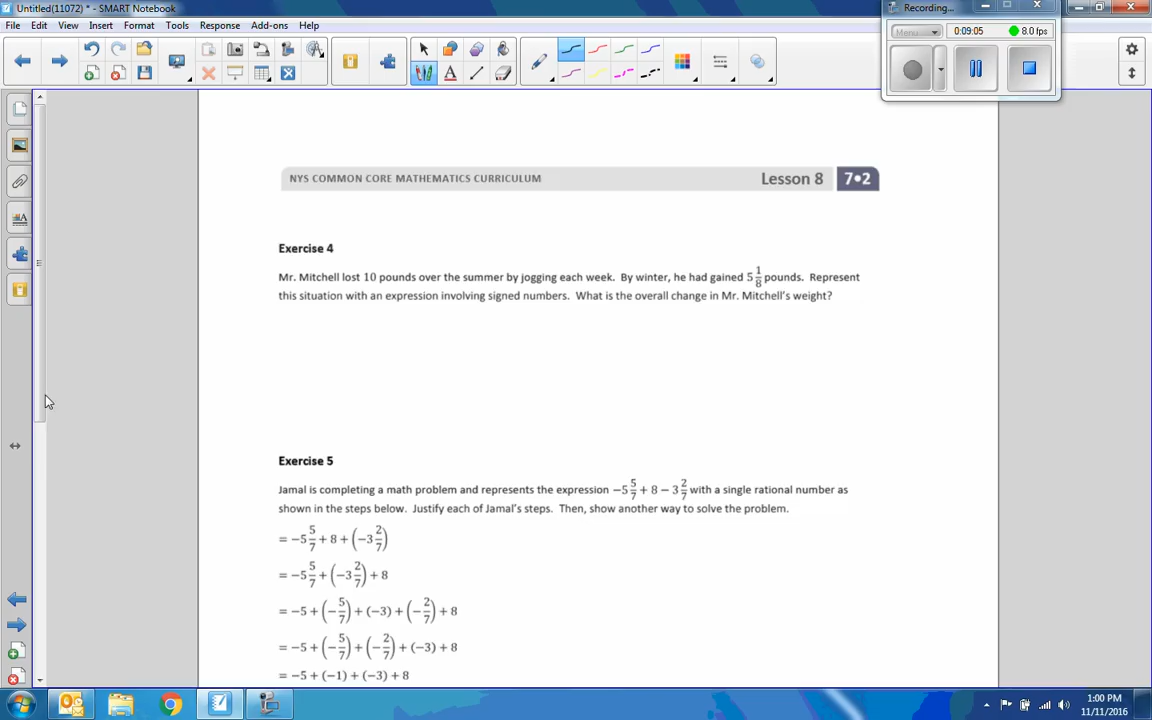 Untitled(11072) * - SMART Notebook
Recording...
File Edit View Insert Format Tools Response Add-ons Help
Menu 0:09:05 8.0 fps
NYS COMMON CORE MATHEMATICS CURRICULUM Lesson 8 7•2
Exercise 4
Mr. Mitchell lost 10 pounds over the summer by jogging each week. By winter, he had gained 5 1/8 pounds. Represent
this situation with an expression involving signed numbers. What is the overall change in Mr. Mitchell's weight?
Exercise 5
Jamal is completing a math problem and represents the expression −5 5/7 + 8 − 3 2/7 with a single rational number as
shown in the steps below. Justify each of Jamal's steps. Then, show another way to solve the problem.
= −5 5/7 + 8 + (−3 2/7)
= −5 5/7 + (−3 2/7) + 8
= −5 + (−5/7) + (−3) + (−2/7) + 8
= −5 + (−5/7) + (−2/7) + (−3) + 8
= −5 + (−1) + (−3) + 8
1:00 PM
11/11/2016